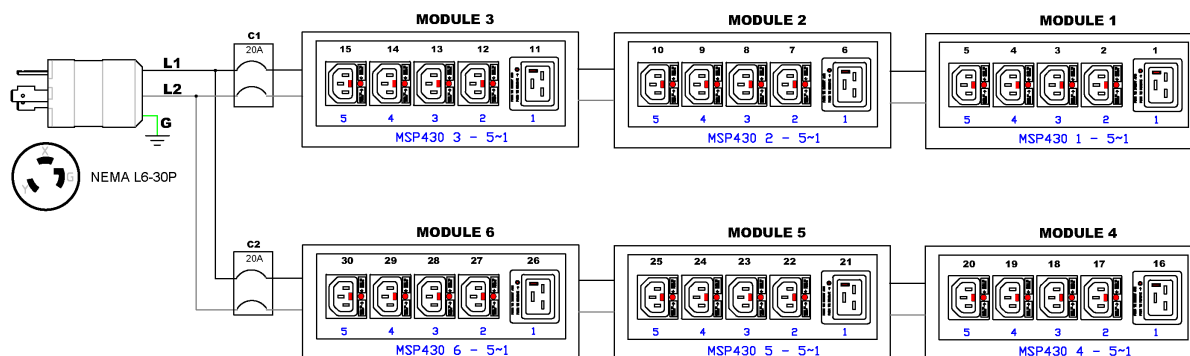 MODULE 3 MODULE 2 MODULE 1
C1
20A
15 14 13 12 11
10 9 8 7 6
5 4 3 2 1
L1
L2
G
5 4 3 2 1
5 4 3 2 1
5 4 3 2 1
MSP430 3 - 5~1
MSP430 2 - 5~1
MSP430 1 - 5~1
X
Y
G
NEMA L6-30P
MODULE 6 MODULE 5 MODULE 4
C2
20A
30 29 28 27 26
25 24 23 22 21
20 19 18 17 16
5 4 3 2 1
5 4 3 2 1
5 4 3 2 1
MSP430 6 - 5~1
MSP430 5 - 5~1
MSP430 4 - 5~1